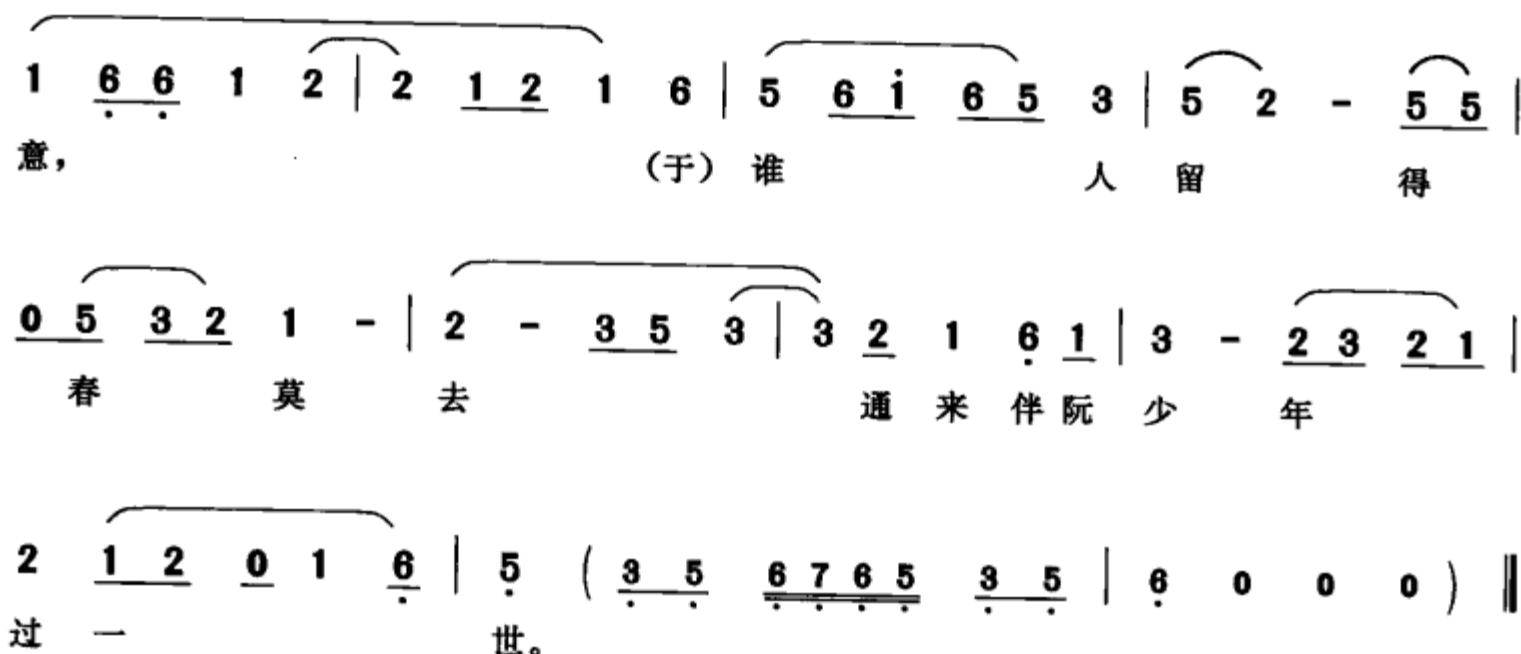 1 6̣ 6̣ 1 2 | 2 1 2 1 6 | 5 6 i̇ 6 5 3 | 5 2 - 5 5 |
意， （于）谁 人 留 得
0 5 3 2 1 - | 2 - 3 5 3 | 3 2 1 6̣ 1 | 3 - 2 3 2 1 |
春 莫 去 通 来 伴 阮 少 年
2 1 2 0 1 6̣ | 5̣ ( 3̣ 5̣ 6̣ 7̣ 6̣ 5̣ 3̣ 5̣ | 6̣ 0 0 0 ) ‖
过 一 世。